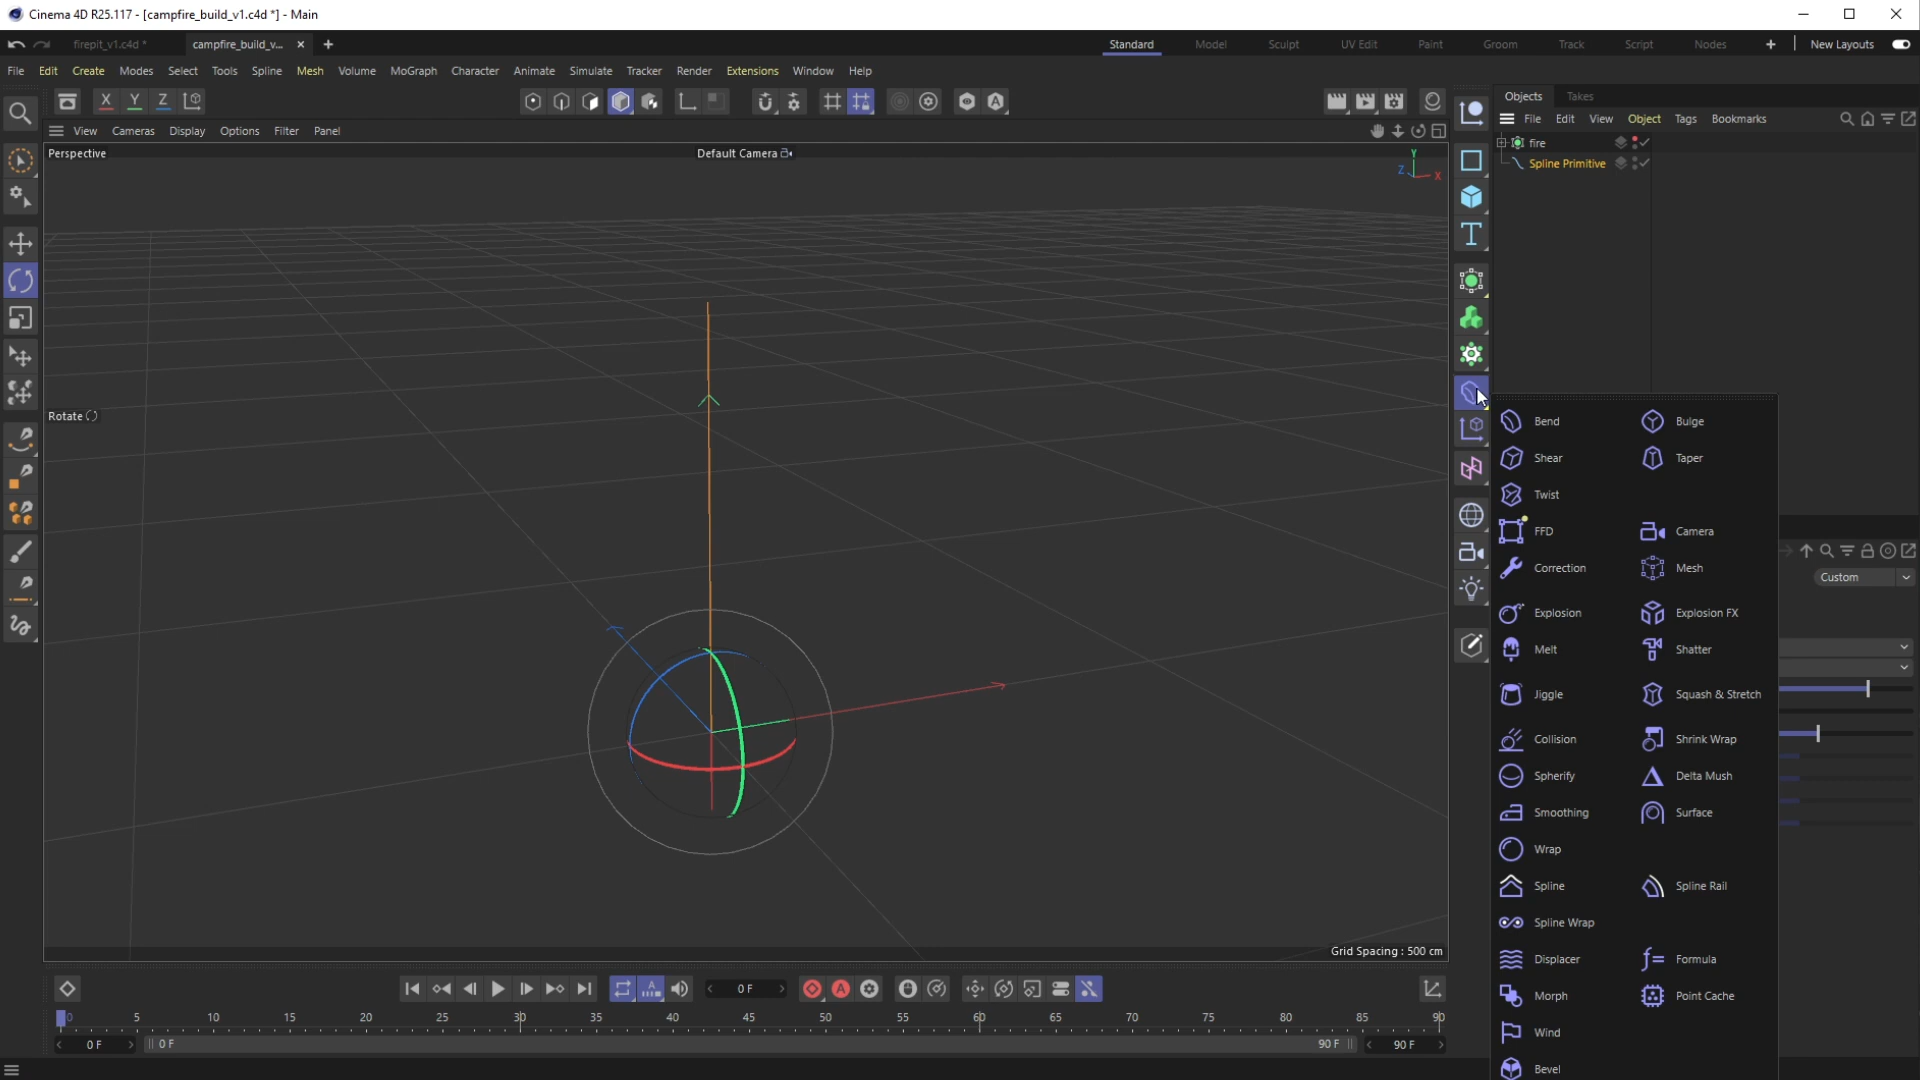 Cinema 4D R25.117 - [campfire_build_v1.c4d *] - Main
firepit_v1.c4d * campfire_build_v... × + Standard Model Sculpt UV Edit Paint Groom Track Script Nodes + New Layouts
File Edit Create Modes Select Tools Spline Mesh Volume MoGraph Character Animate Simulate Tracker Render Extensions Window Help
Objects Takes
X Y Z
File Edit View Object Tags Bookmarks
View Cameras Display Options Filter Panel
fire
Spline Primitive
Perspective Default Camera
Y
Z X
Rotate
Bend Bulge
Shear Taper
Twist
FFD Camera
Correction Mesh
Custom
Explosion Explosion FX
Melt Shatter
Jiggle Squash & Stretch
Collision Shrink Wrap
Spherify Delta Mush
Smoothing Surface
Wrap
Spline Spline Rail
Spline Wrap
Displacer Formula
Morph Point Cache
Wind
Bevel
Grid Spacing : 500 cm
0 F
0 5 10 15 20 25 30 35 40 45 50 55 60 65 70 75 80 85 90
0 F 0 F 90 F 90 F